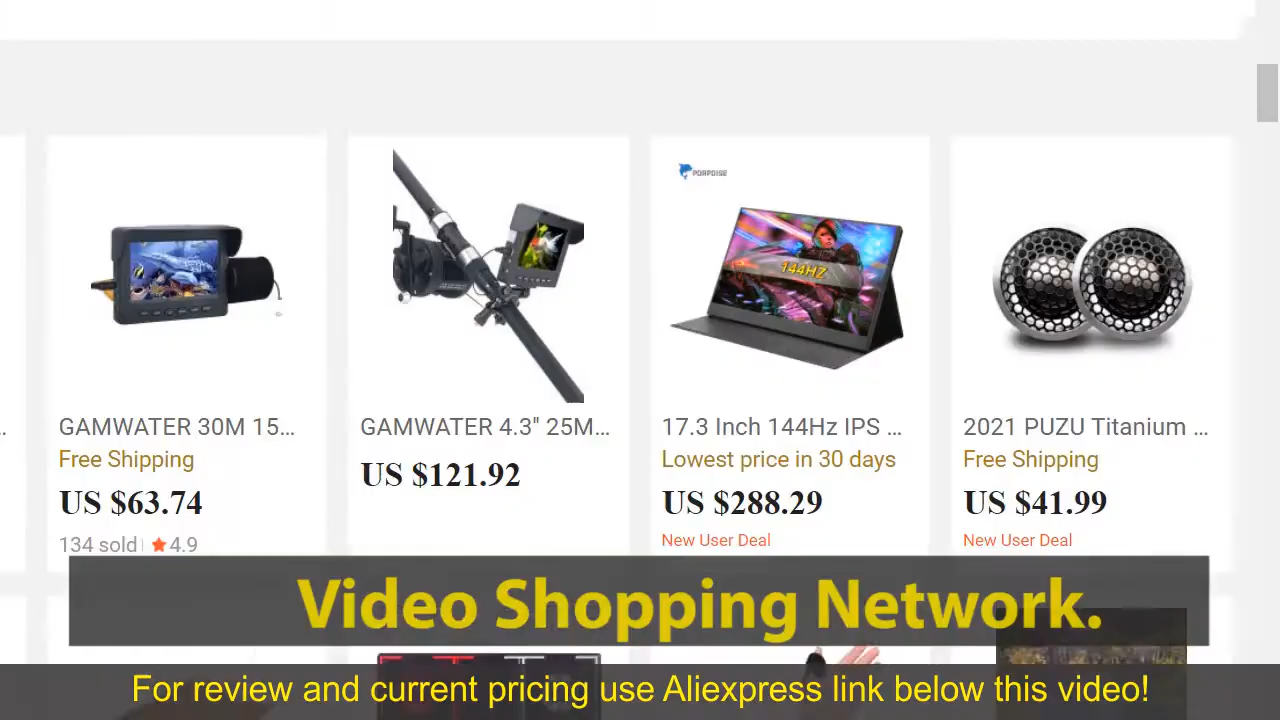 PORPOISE
144HZ
GAMWATER 30M 15...
Free Shipping
US $63.74
134 sold
4.9
GAMWATER 4.3" 25M...
US $121.92
17.3 Inch 144Hz IPS ...
Lowest price in 30 days
US $288.29
New User Deal
2021 PUZU Titanium ...
Free Shipping
US $41.99
New User Deal
Video Shopping Network.
For review and current pricing use Aliexpress link below this video!